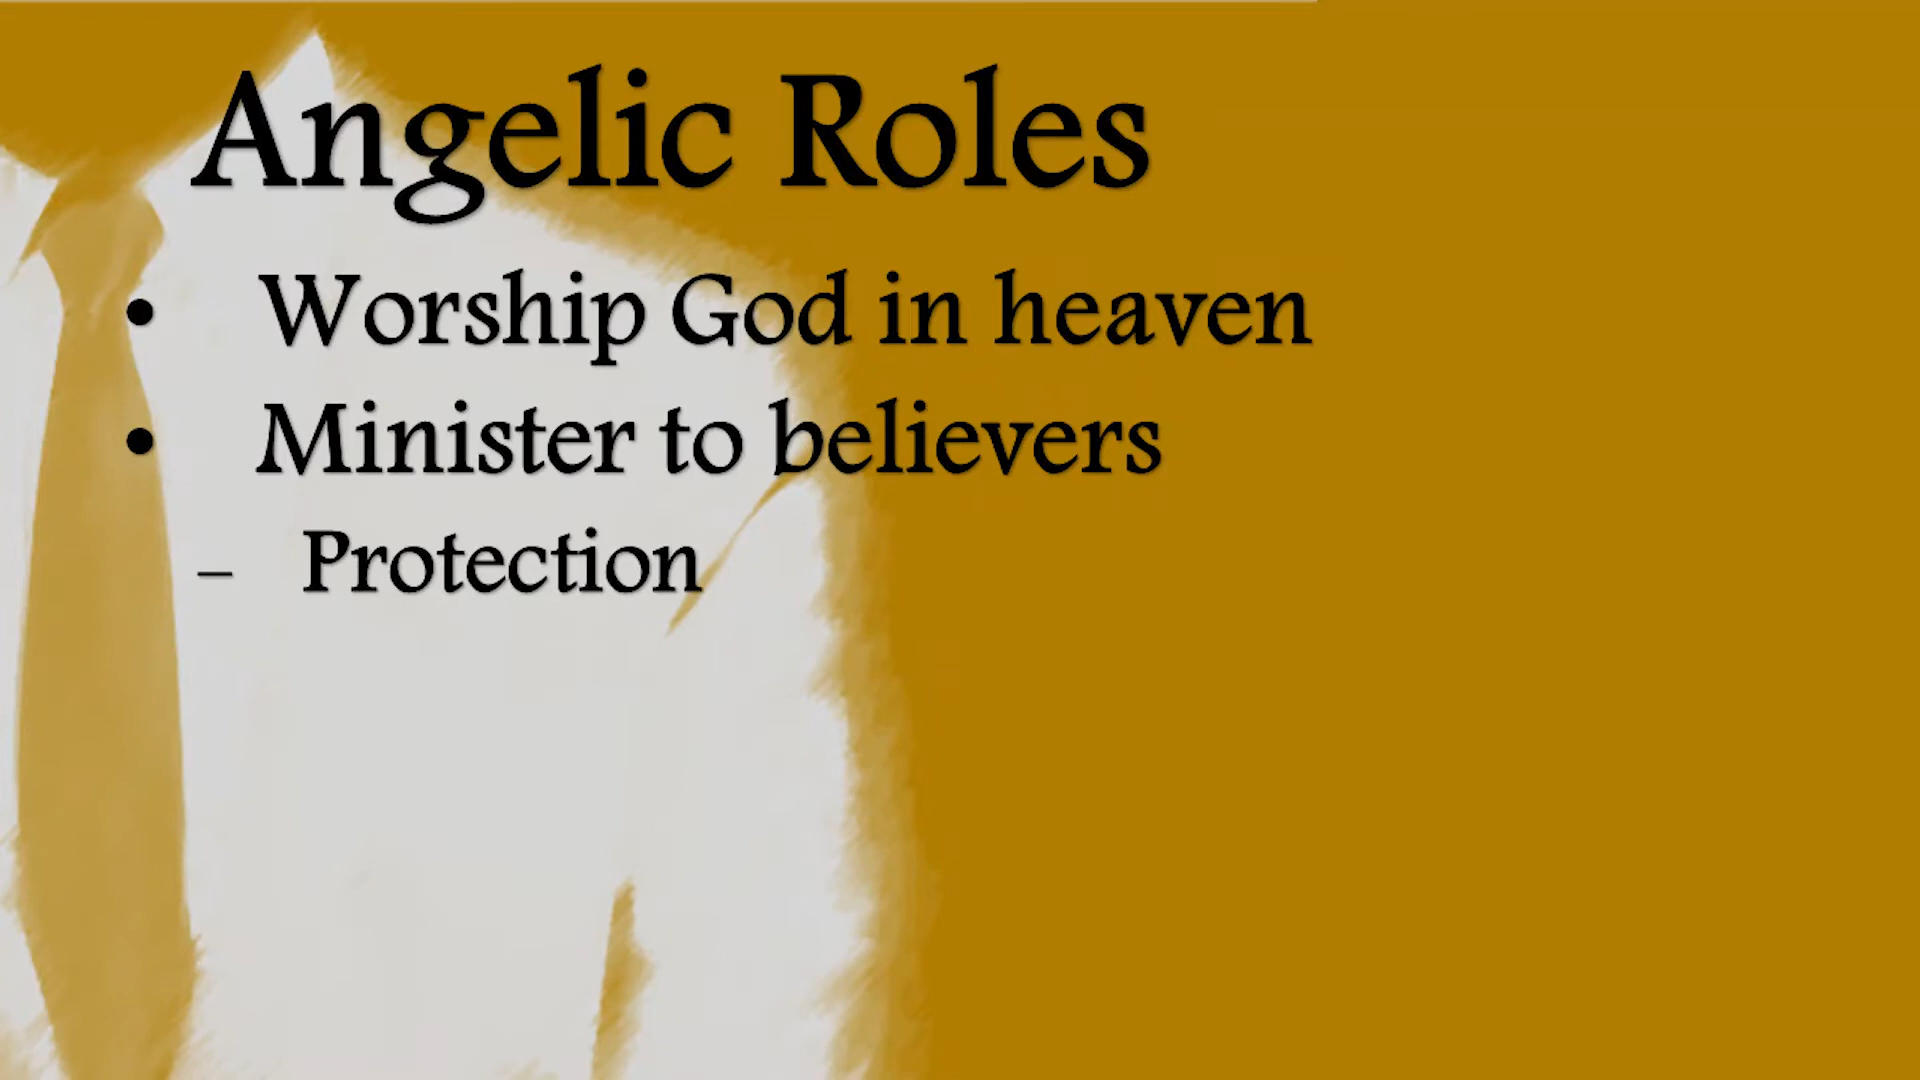 Angelic Roles
• Worship God in heaven
• Minister to believers
– Protection